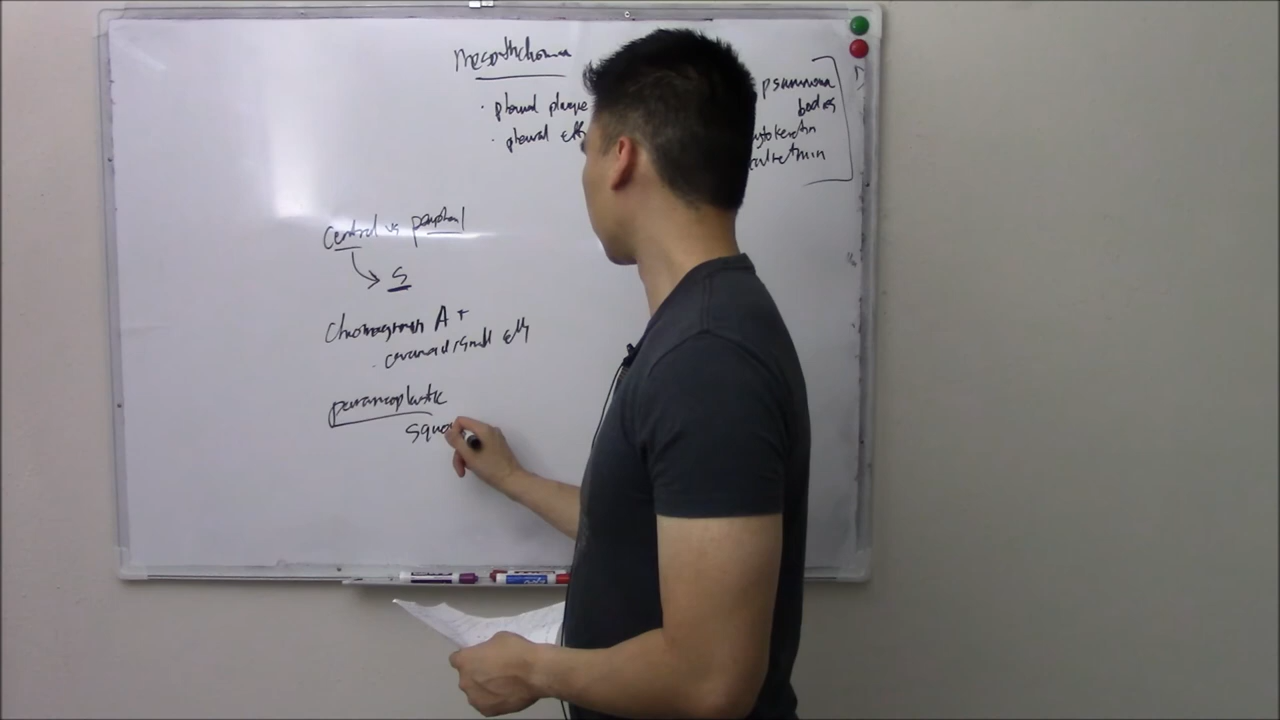 Mesothelioma
· pleural plaque
· pleural eff
psammoma
bodies
cytokeratin
calretinin
Central vs peripheral
S
Chromogranin A +
· carcinoid / small cell
paraneoplastic
squa